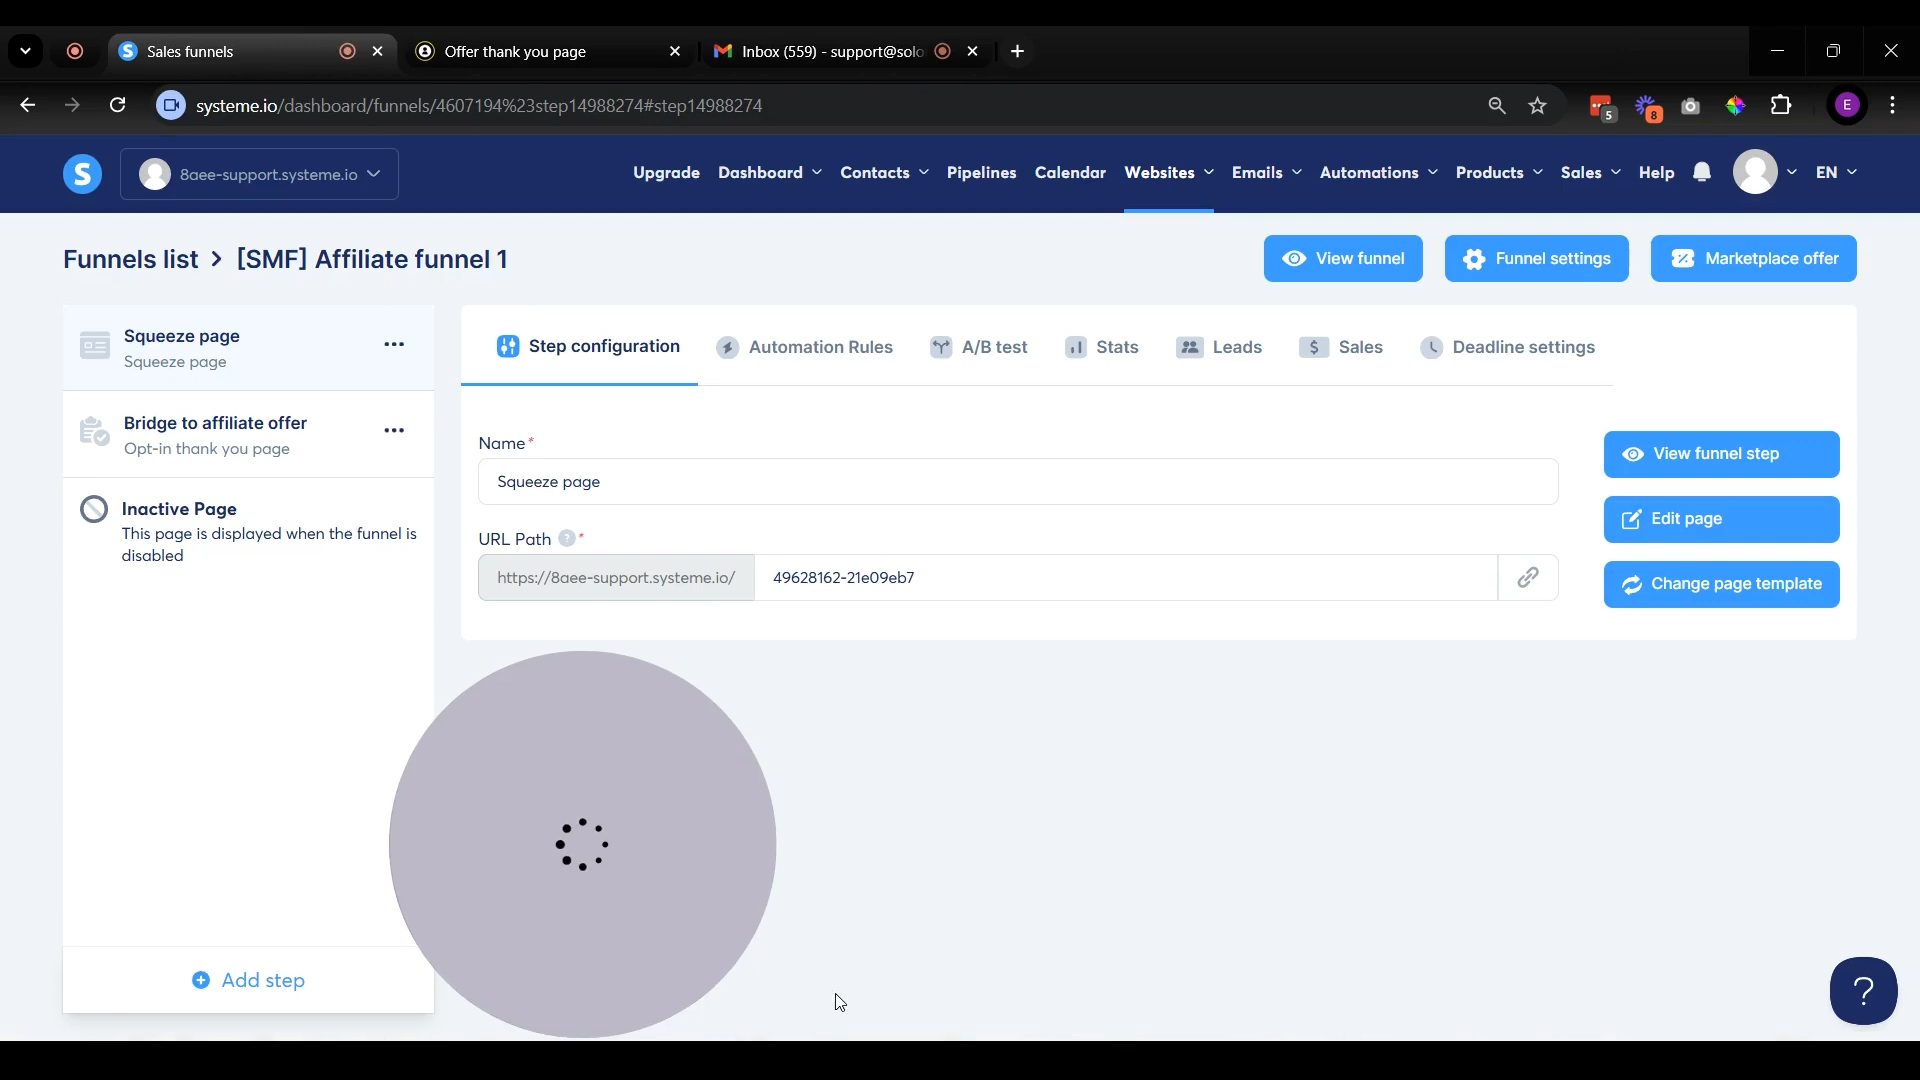 Sales funnels
Offer thank you page
Inbox (559) - support@solo
systeme.io/dashboard/funnels/4607194%23step14988274#step14988274
5
8
E
S
8aee-support.systeme.io
Upgrade
Dashboard
Contacts
Pipelines
Calendar
Websites
Emails
Automations
Products
Sales
Help
EN
Funnels list > [SMF] Affiliate funnel 1
View funnel
Funnel settings
Marketplace offer
Squeeze page
Squeeze page
Bridge to affiliate offer
Opt-in thank you page
Inactive Page
This page is displayed when the funnel is
disabled
Add step
Step configuration
Automation Rules
A/B test
Stats
Leads
Sales
Deadline settings
Name*
Squeeze page
URL Path ? *
https://8aee-support.systeme.io/
49628162-21e09eb7
View funnel step
Edit page
Change page template
?